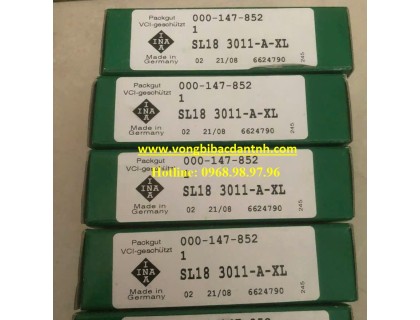 Packgut
VCI-geschützt
INA
Made in
Germany
000-147-852
1
SL18 3011-A-XL
02 21/08 6624790
245
Packgut
VCI-geschützt
INA
Made in
Germany
000-147-852
1
SL18 3011-A-XL
02 21/08 6624790
245
www.vongbibacdantnh.com
Hotline: 0968.98.97.96
Packgut
VCI-geschützt
INA
Made in
Germany
000-147-852
1
SL18 3011-A-XL
02 21/08 6624790
245
Packgut
VCI-geschützt
INA
Made in
Germany
000-147-852
1
SL18 3011-A-XL
02 21/08 6624790
245